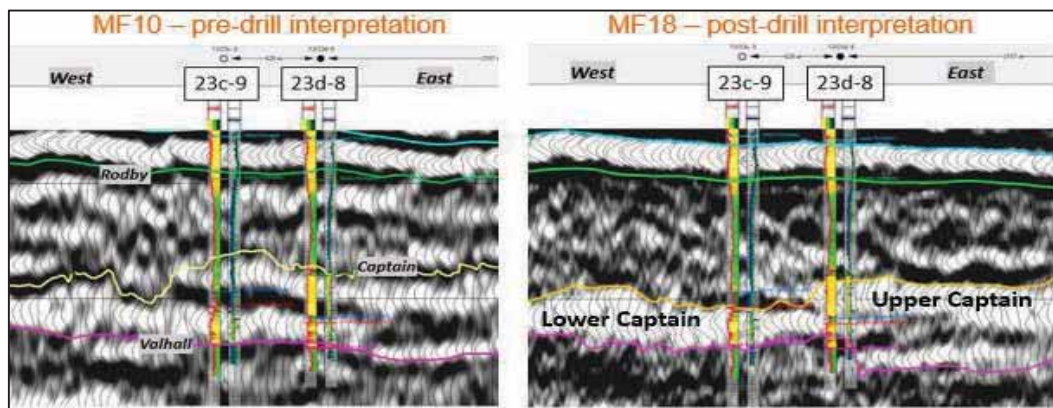 MF10 – pre-drill interpretation
West
23c-9
23d-8
East
Rodby
Captain
Valhall
MF18 – post-drill interpretation
West
23c-9
23d-8
East
Lower Captain
Upper Captain